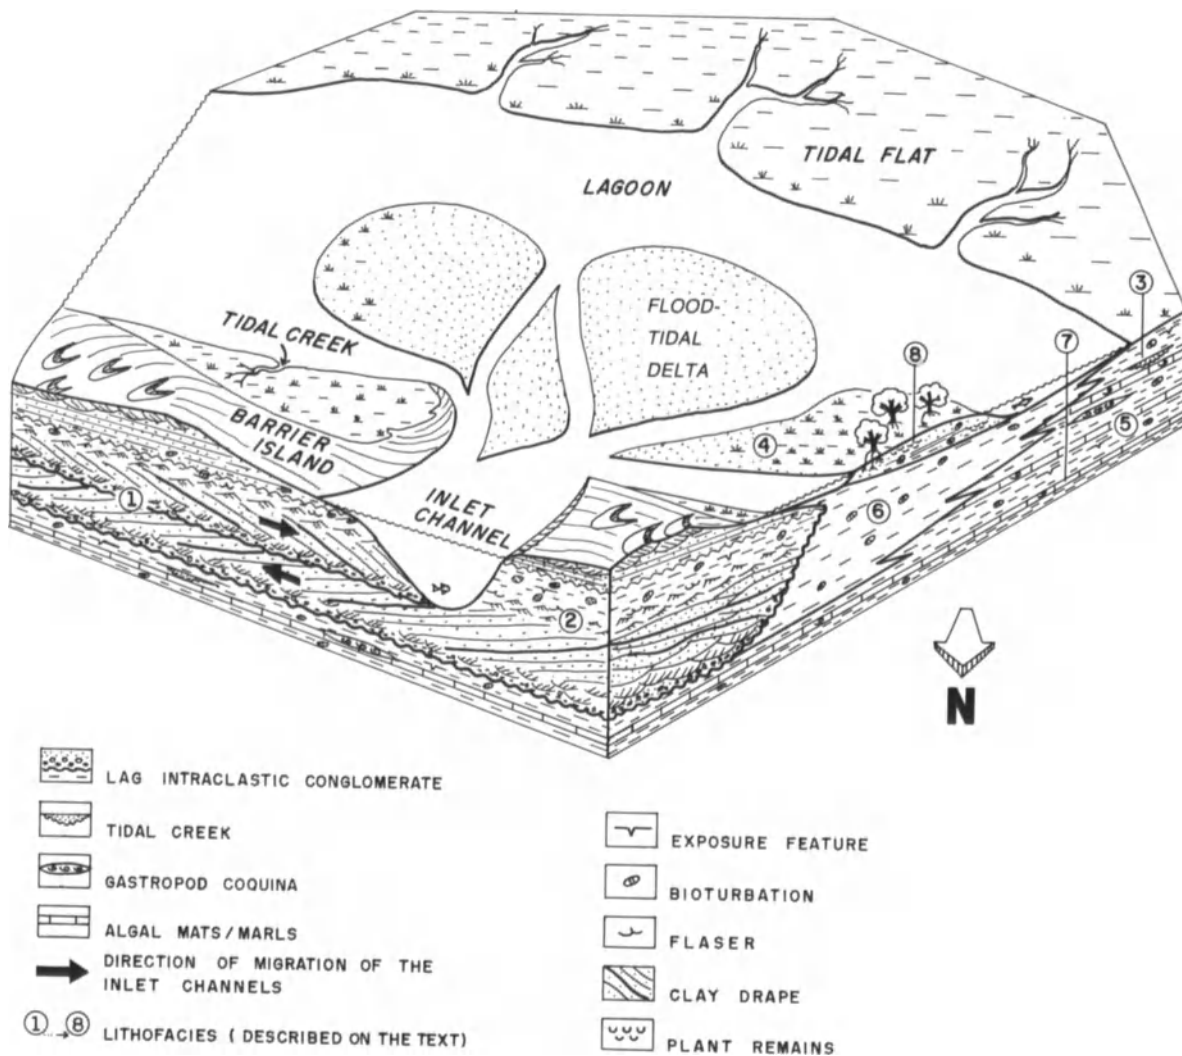 TIDAL FLAT
LAGOON
③
FLOOD-
TIDAL
DELTA
⑦
TIDAL CREEK
⑧
⑤
BARRIER
ISLAND
④
①
INLET
CHANNEL
⑥
②
N
LAG INTRACLASTIC CONGLOMERATE
TIDAL CREEK
GASTROPOD COQUINA
ALGAL MATS/MARLS
DIRECTION OF MIGRATION OF THE
INLET CHANNELS
①...→⑧ LITHOFACIES (DESCRIBED ON THE TEXT)
EXPOSURE FEATURE
BIOTURBATION
FLASER
CLAY DRAPE
PLANT REMAINS